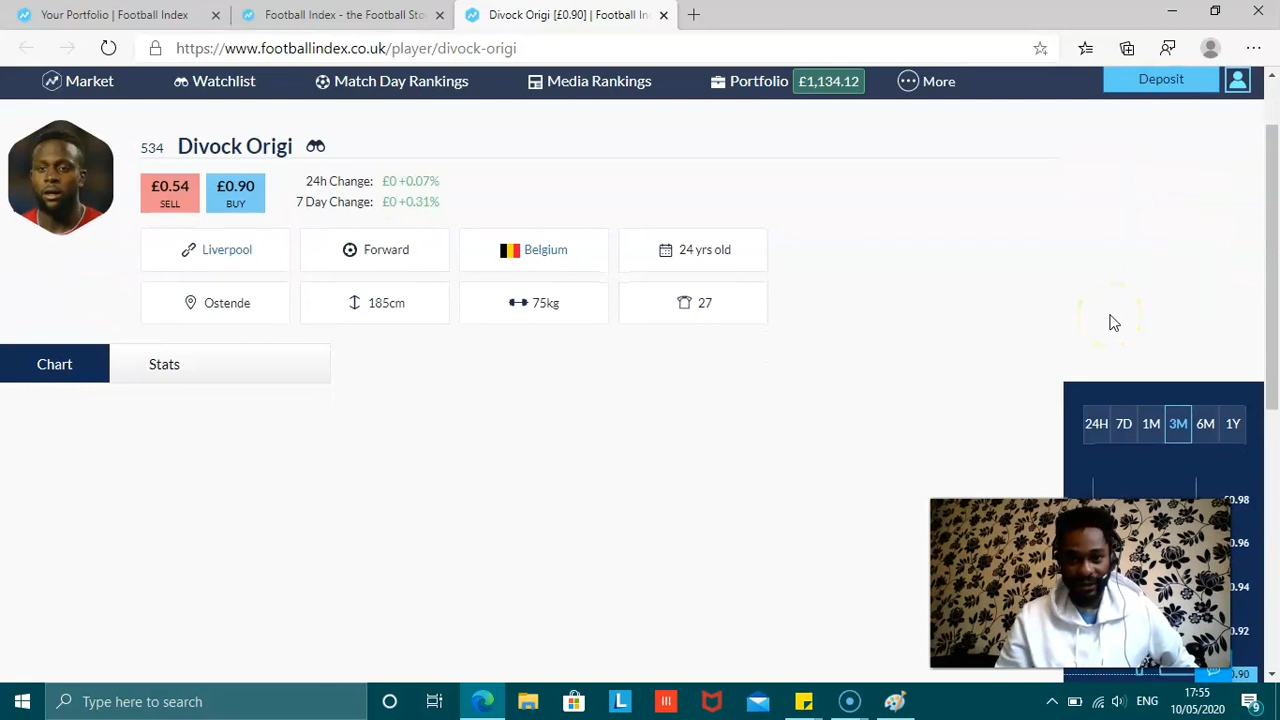 Your Portfolio | Football Index
Football Index - the Football Sto
Divock Origi [£0.90] | Football In
https://www.footballindex.co.uk/player/divock-origi
Market
Watchlist
Match Day Rankings
Media Rankings
Portfolio £1,134.12
More
Deposit
534 Divock Origi
£0.54 SELL
£0.90 BUY
24h Change: £0 +0.07%
7 Day Change: £0 +0.31%
Liverpool
Forward
Belgium
24 yrs old
Ostende
185cm
75kg
27
Chart
Stats
24H 7D 1M 3M 6M 1Y
0.98
0.96
0.94
0.92
0.90
Type here to search
ENG
17:55
10/05/2020
9